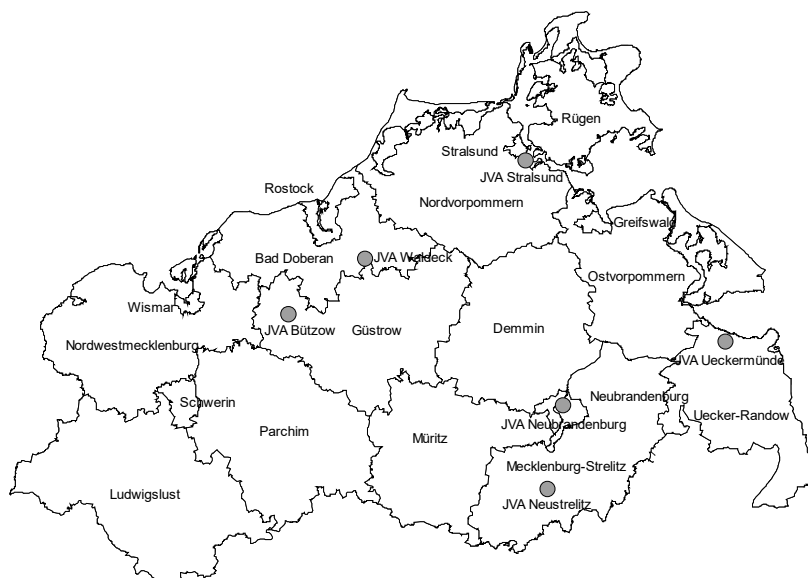 Rügen
Stralsund
JVA Stralsund
Rostock
Nordvorpommern
Greifswald
Bad Doberan
JVA Waldeck
Ostvorpommern
Wismar
JVA Bützow
Güstrow
Demmin
Nordwestmecklenburg
JVA Ueckermünde
Schwerin
Neubrandenburg
Uecker-Randow
JVA Neubrandenburg
Parchim
Müritz
Mecklenburg-Strelitz
Ludwigslust
JVA Neustrelitz